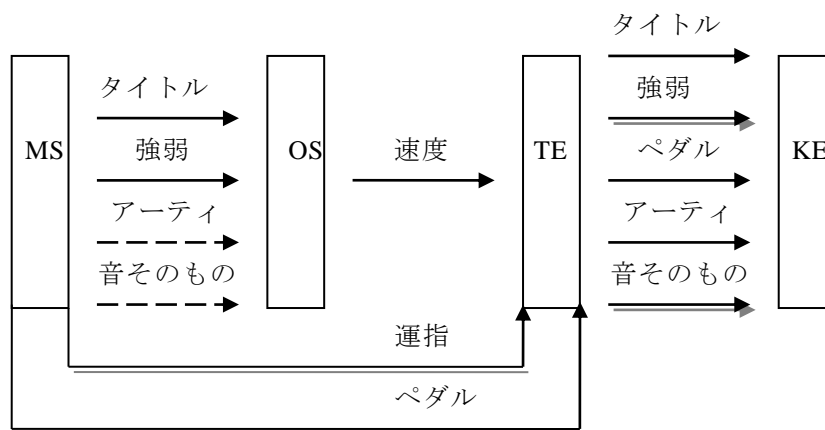 タイトル
タイトル
強弱
MS
強弱
OS
速度
TE
ペダル
KE
アーティ
アーティ
音そのもの
音そのもの
運指
ペダル